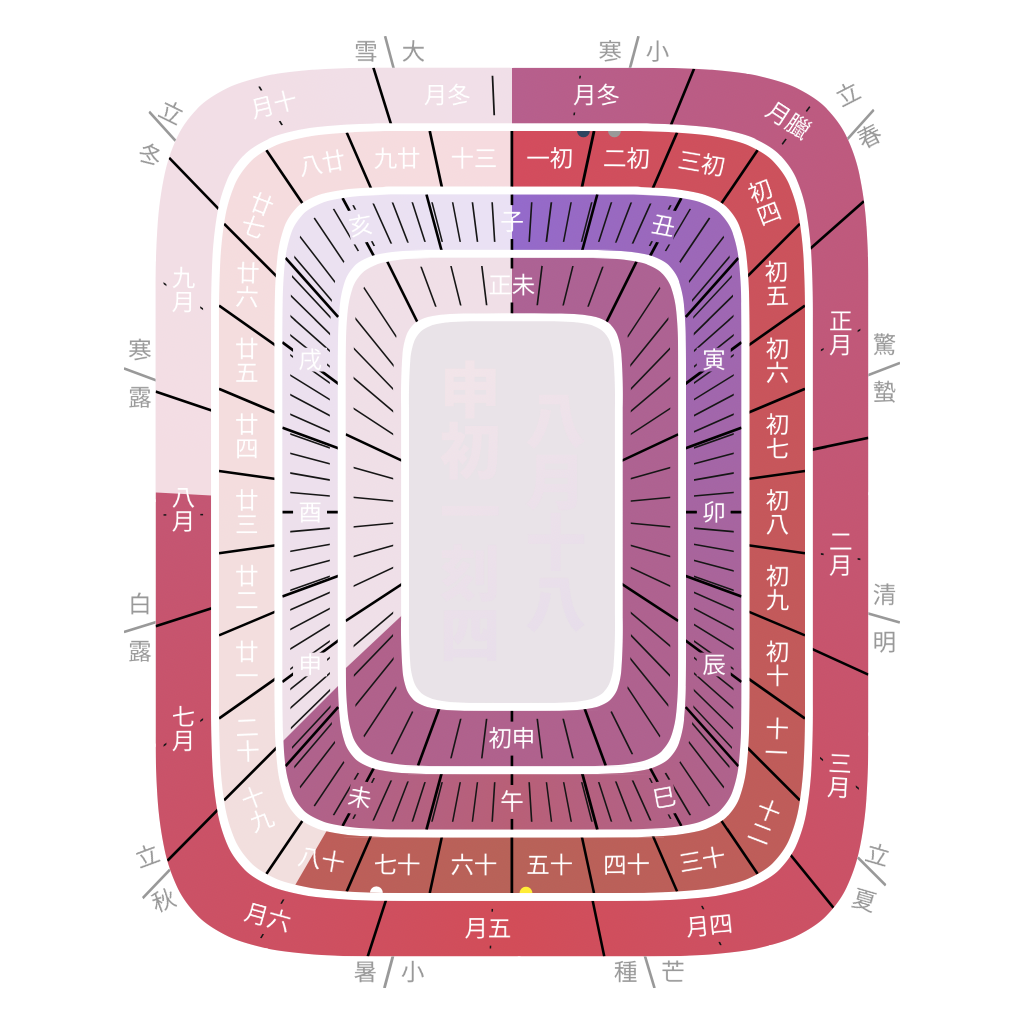 小寒
立春
驚蟄
清明
立夏
芒種
小暑
立秋
白露
寒露
立冬
大雪
冬月
臘月
正月
二月
三月
四月
五月
六月
七月
八月
九月
十月
冬月
初一
初二
初三
初四
初五
初六
初七
初八
初九
初十
十一
十二
十三
十四
十五
十六
十七
十八
十九
二十
廿一
廿二
廿三
廿四
廿五
廿六
廿七
廿八
廿九
三十
子
丑
寅
卯
辰
巳
午
未
申
酉
戌
亥
未正
申初
八
十八
申初
四